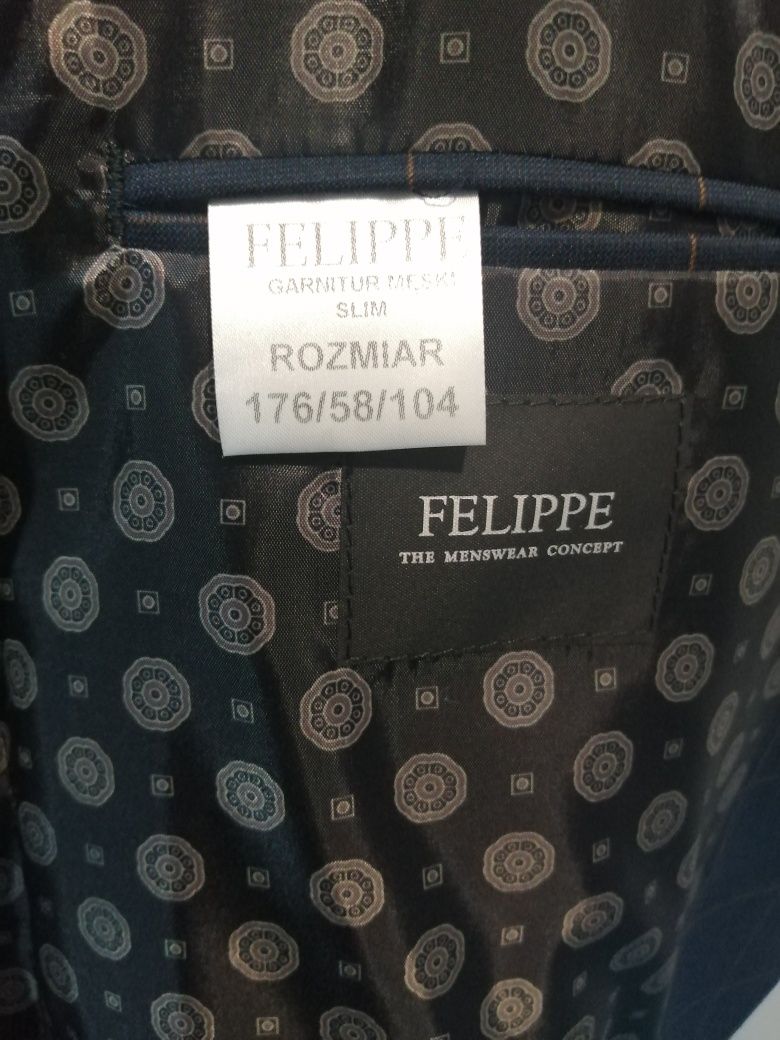 FELIPPE
GARNITUR MĘSKI
SLIM
ROZMIAR
176/58/104
FELIPPE
THE MENSWEAR CONCEPT